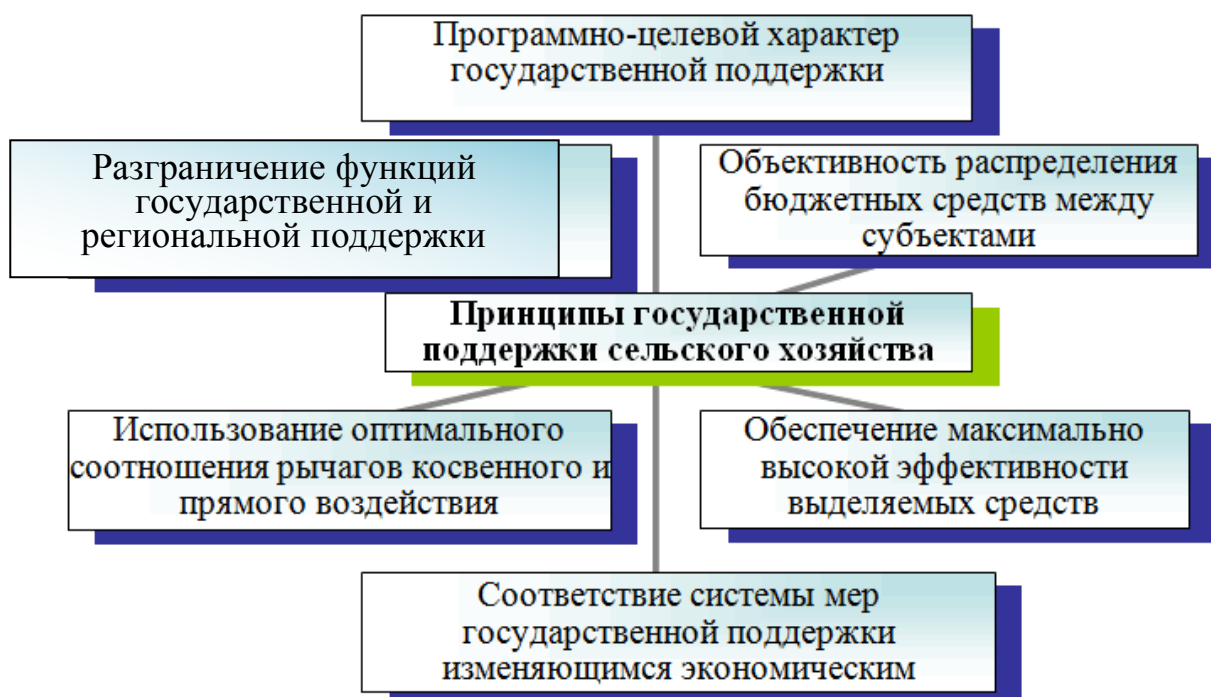 Программно-целевой характер
государственной поддержки
Разграничение функций
государственной и
региональной поддержки
Объективность распределения
бюджетных средств между
субъектами
Принципы государственной
поддержки сельского хозяйства
Использование оптимального
соотношения рычагов косвенного и
прямого воздействия
Обеспечение максимально
высокой эффективности
выделяемых средств
Соответствие системы мер
государственной поддержки
изменяющимся экономическим